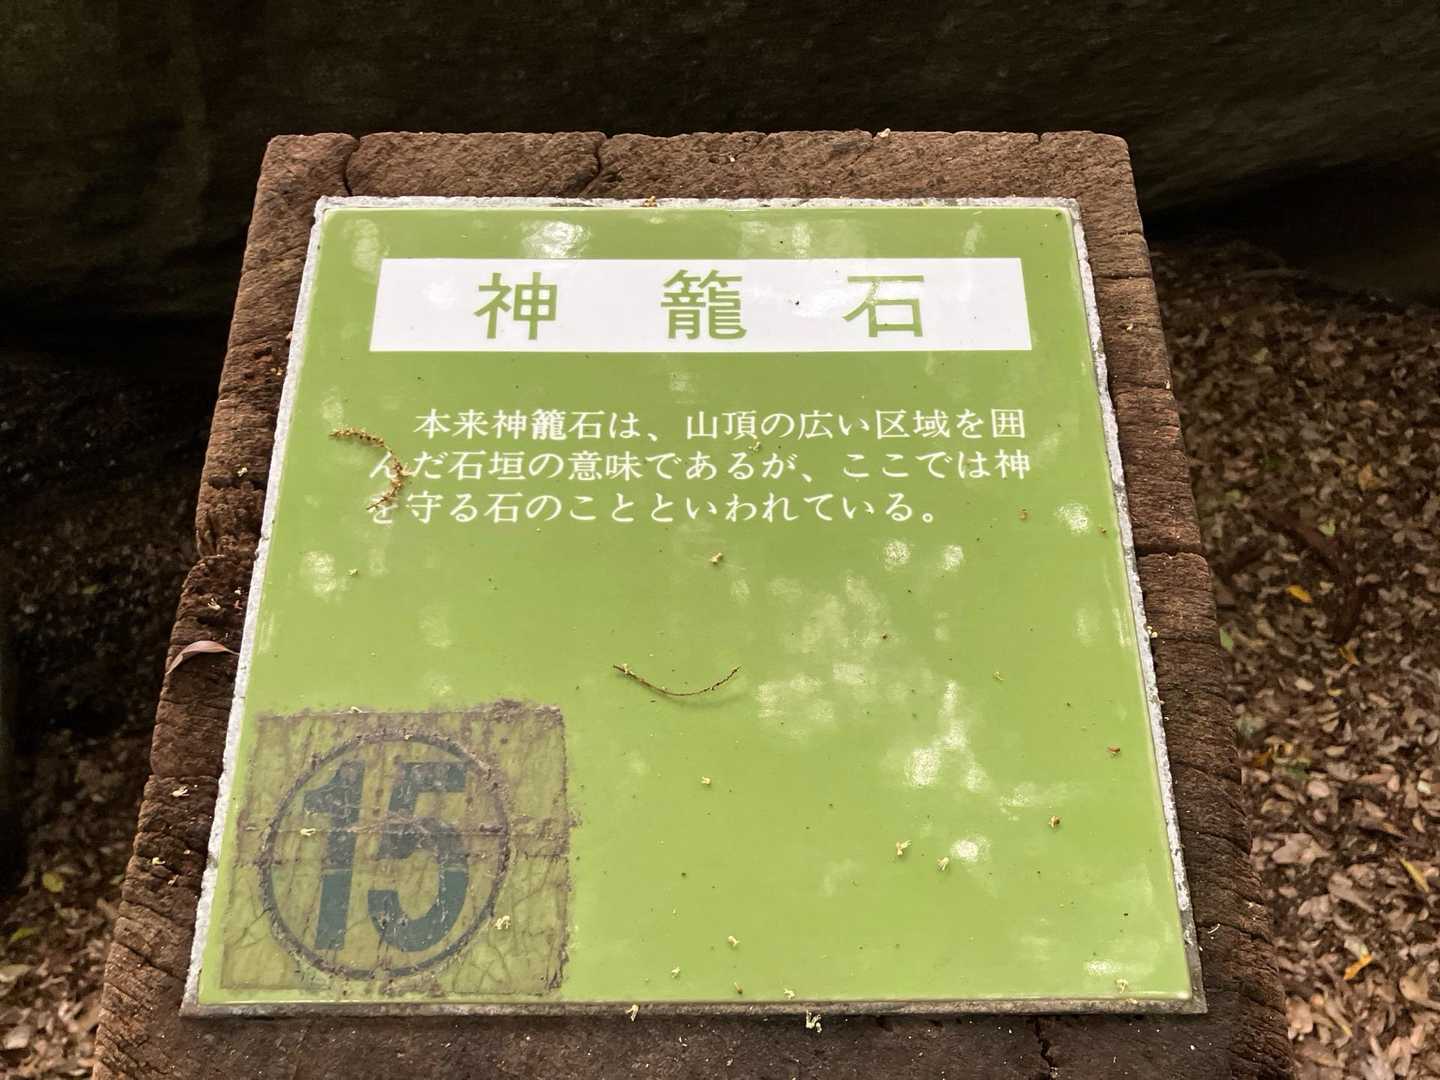 神籠石
本来神籠石は、山頂の広い区域を囲
んだ石垣の意味であるが、ここでは神
を守る石のことといわれている。
15